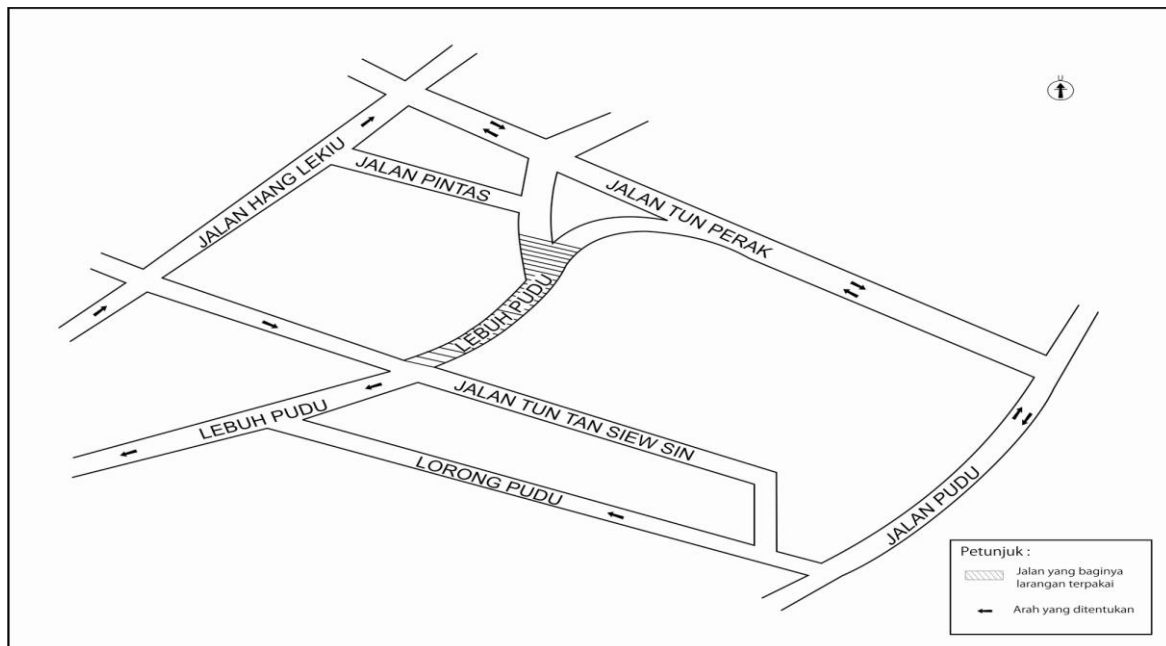 U
JALAN HANG LEKIU
JALAN PINTAS
JALAN TUN PERAK
LEBUH PUDU
LEBUH PUDU
JALAN TUN TAN SIEW SIN
LORONG PUDU
JALAN PUDU
Petunjuk :
Jalan yang baginya
larangan terpakai
Arah yang ditentukan